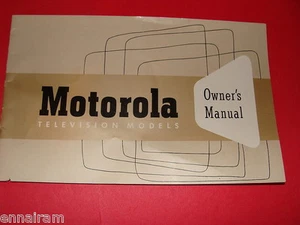 Motorola
TELEVISION MODELS
Owner's
Manual
ennairam